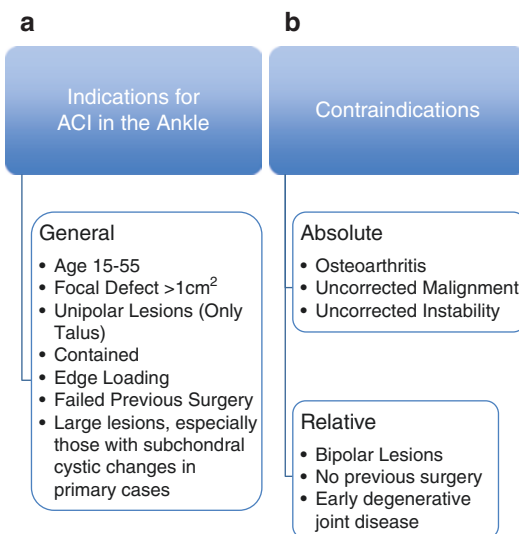 a
Indications for
ACI in the Ankle
General
• Age 15-55
• Focal Defect >1cm²
• Unipolar Lesions (Only
Talus)
• Contained
• Edge Loading
• Failed Previous Surgery
• Large lesions, especially
those with subchondral
cystic changes in
primary cases
b
Contraindications
Absolute
• Osteoarthritis
• Uncorrected Malignment
• Uncorrected Instability
Relative
• Bipolar Lesions
• No previous surgery
• Early degenerative
joint disease